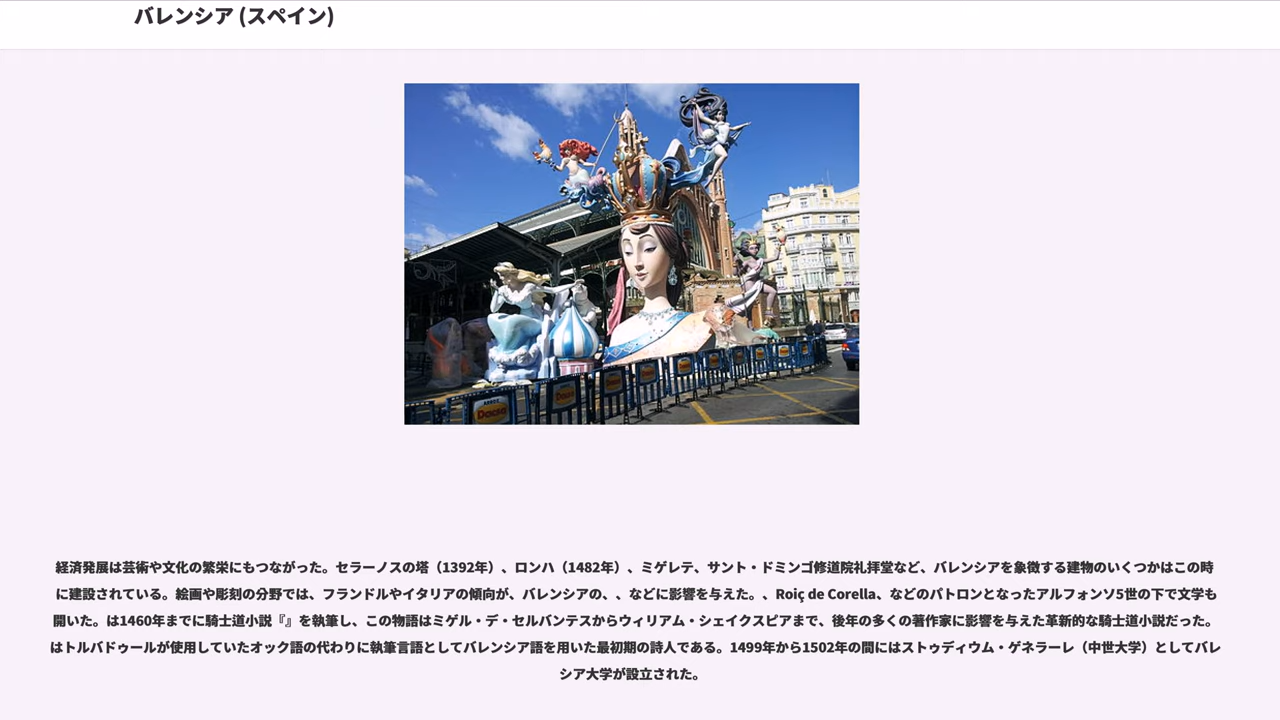 バレンシア (スペイン)
Dacsa
Dacsa
経済発展は芸術や文化の繁栄にもつながった。セラーノスの塔（1392年）、ロンハ（1482年）、ミゲレテ、サント・ドミンゴ修道院礼拝堂など、バレンシアを象徴する建物のいくつかはこの時
に建設されている。絵画や彫刻の分野では、フランドルやイタリアの傾向が、バレンシアの、、などに影響を与えた。、Roiç de Corella、などのパトロンとなったアルフォンソ5世の下で文学も
開いた。は1460年までに騎士道小説『』を執筆し、この物語はミゲル・デ・セルバンテスからウィリアム・シェイクスピアまで、後年の多くの著作家に影響を与えた革新的な騎士道小説だった。
はトルバドゥールが使用していたオック語の代わりに執筆言語としてバレンシア語を用いた最初期の詩人である。1499年から1502年の間にはストゥディウム・ゲネラーレ（中世大学）としてバレ
シア大学が設立された。